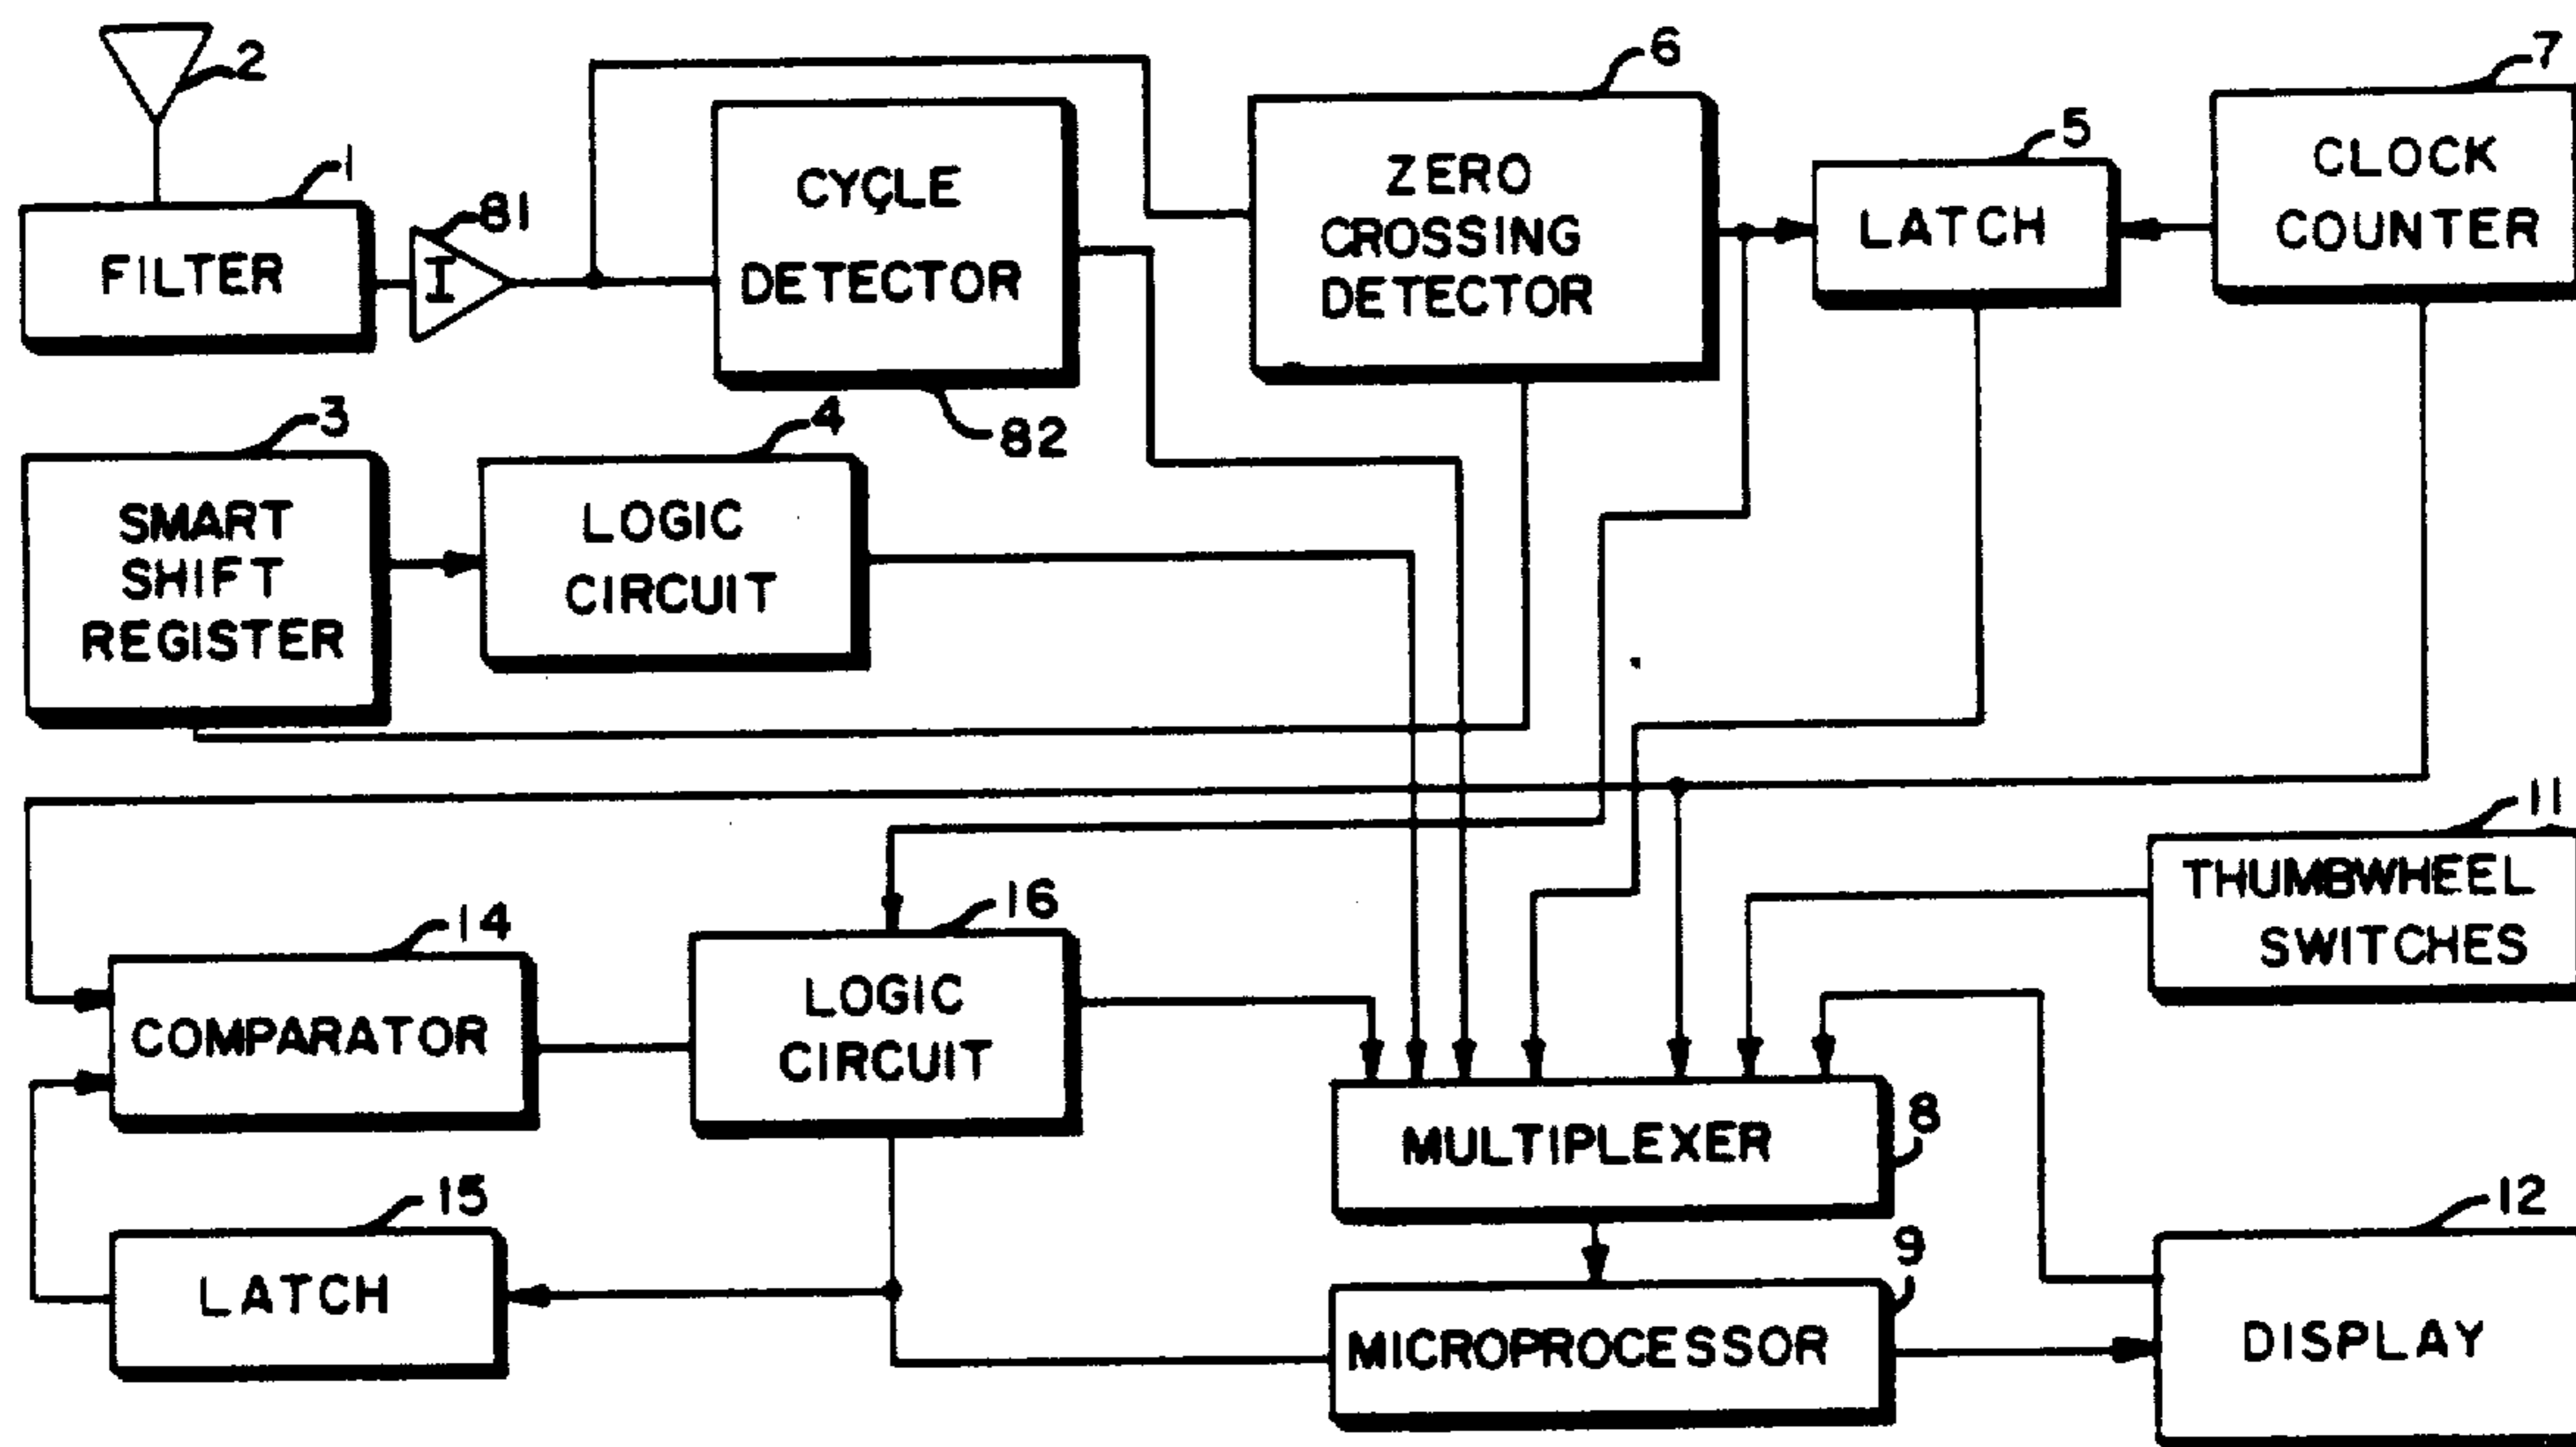 2
6
7
1
81
5
FILTER
I
CYCLE
DETECTOR
ZERO
CROSSING
DETECTOR
LATCH
CLOCK
COUNTER
3
4
82
SMART
SHIFT
REGISTER
LOGIC
CIRCUIT
11
THUMBWHEEL
SWITCHES
14
16
COMPARATOR
LOGIC
CIRCUIT
MULTIPLEXER
8
15
12
LATCH
9
MICROPROCESSOR
DISPLAY